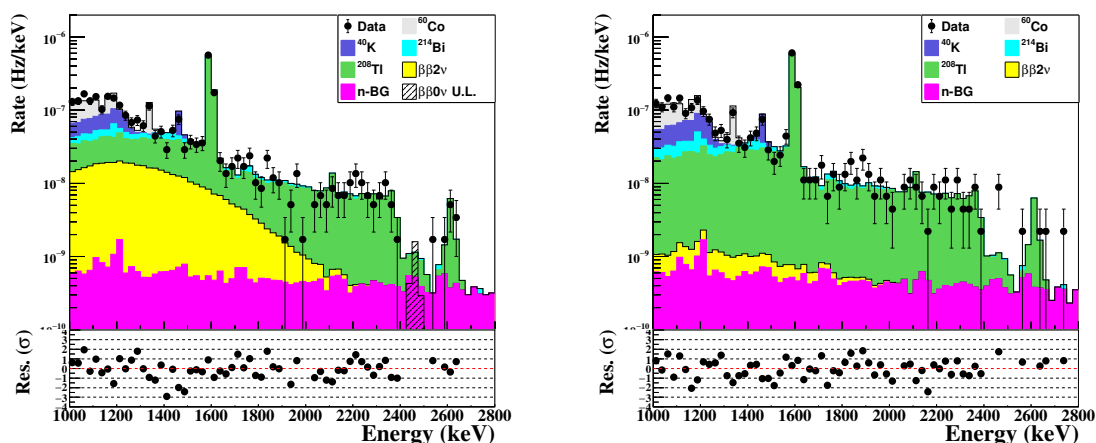 Rate (Hz/keV)
10⁻⁶
10⁻⁷
10⁻⁸
10⁻⁹
10⁻¹⁰
Data
⁶⁰Co
⁴⁰K
²¹⁴Bi
²⁰⁸Tl
ββ2ν
n-BG
ββ0ν U.L.
Res. (σ)
4
3
2
1
0
−1
−2
−3
−4
1000 1200 1400 1600 1800 2000 2200 2400 2600 2800
Energy (keV)
Rate (Hz/keV)
10⁻⁶
10⁻⁷
10⁻⁸
10⁻⁹
10⁻¹⁰
Data
⁶⁰Co
⁴⁰K
²¹⁴Bi
²⁰⁸Tl
ββ2ν
n-BG
Res. (σ)
4
3
2
1
0
−1
−2
−3
−4
1000 1200 1400 1600 1800 2000 2200 2400 2600 2800
Energy (keV)